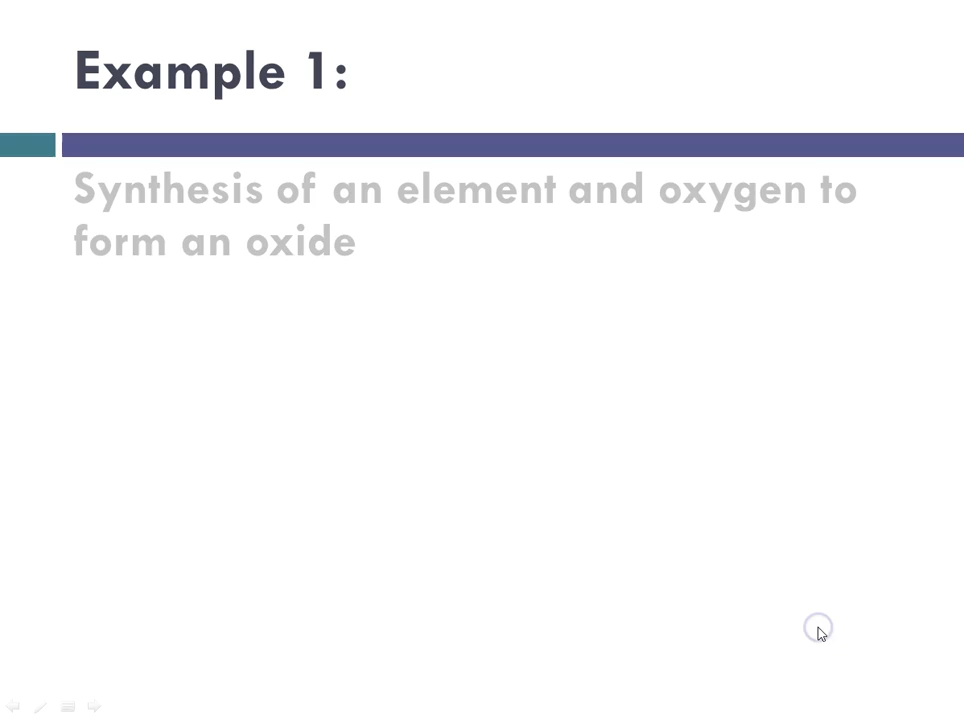 Example 1:
Synthesis of an element and oxygen to
form an oxide